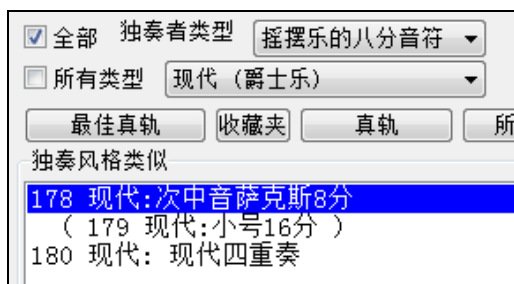 全部 独奏者类型 摇摆乐的八分音符
所有类型 现代 (爵士乐)
最佳真轨 收藏夹 真轨 所
独奏风格类似
178 现代:次中音萨克斯8分
( 179 现代:小号16分 )
180 现代: 现代四重奏